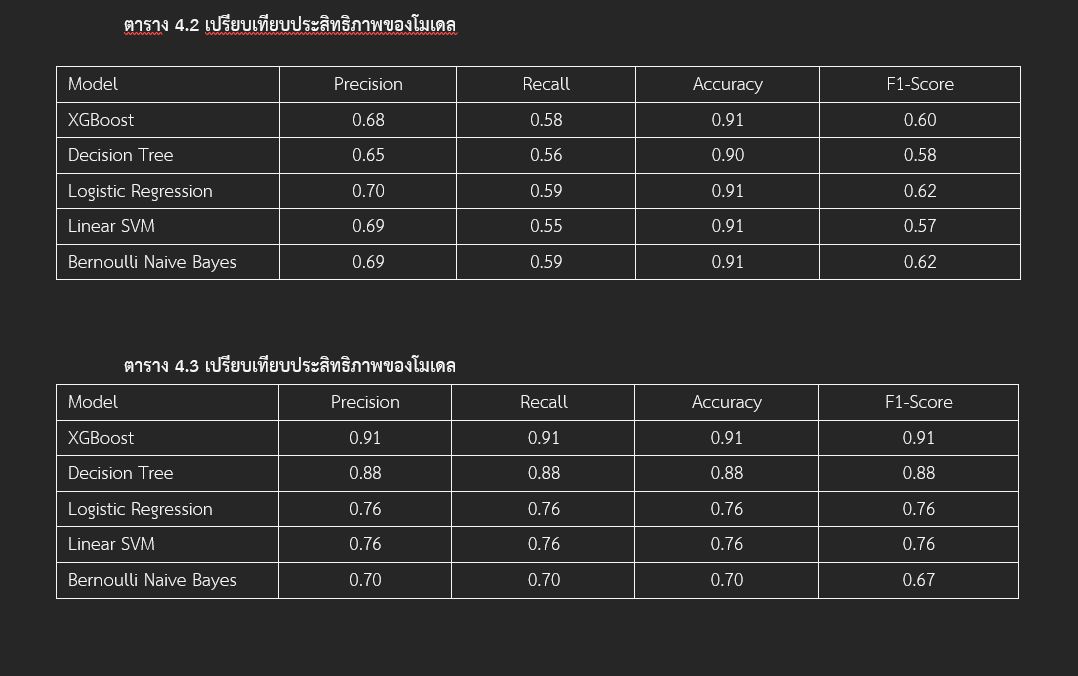 ตาราง 4.2 เปรียบเทียบประสิทธิภาพของโมเดล
Model Precision Recall Accuracy F1-Score
XGBoost 0.68 0.58 0.91 0.60
Decision Tree 0.65 0.56 0.90 0.58
Logistic Regression 0.70 0.59 0.91 0.62
Linear SVM 0.69 0.55 0.91 0.57
Bernoulli Naive Bayes 0.69 0.59 0.91 0.62
ตาราง 4.3 เปรียบเทียบประสิทธิภาพของโมเดล
Model Precision Recall Accuracy F1-Score
XGBoost 0.91 0.91 0.91 0.91
Decision Tree 0.88 0.88 0.88 0.88
Logistic Regression 0.76 0.76 0.76 0.76
Linear SVM 0.76 0.76 0.76 0.76
Bernoulli Naive Bayes 0.70 0.70 0.70 0.67